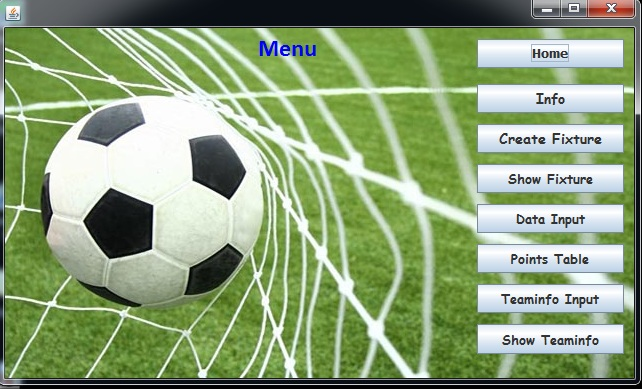 Menu
Home
Info
Create Fixture
Show Fixture
Data Input
Points Table
Teaminfo Input
Show Teaminfo